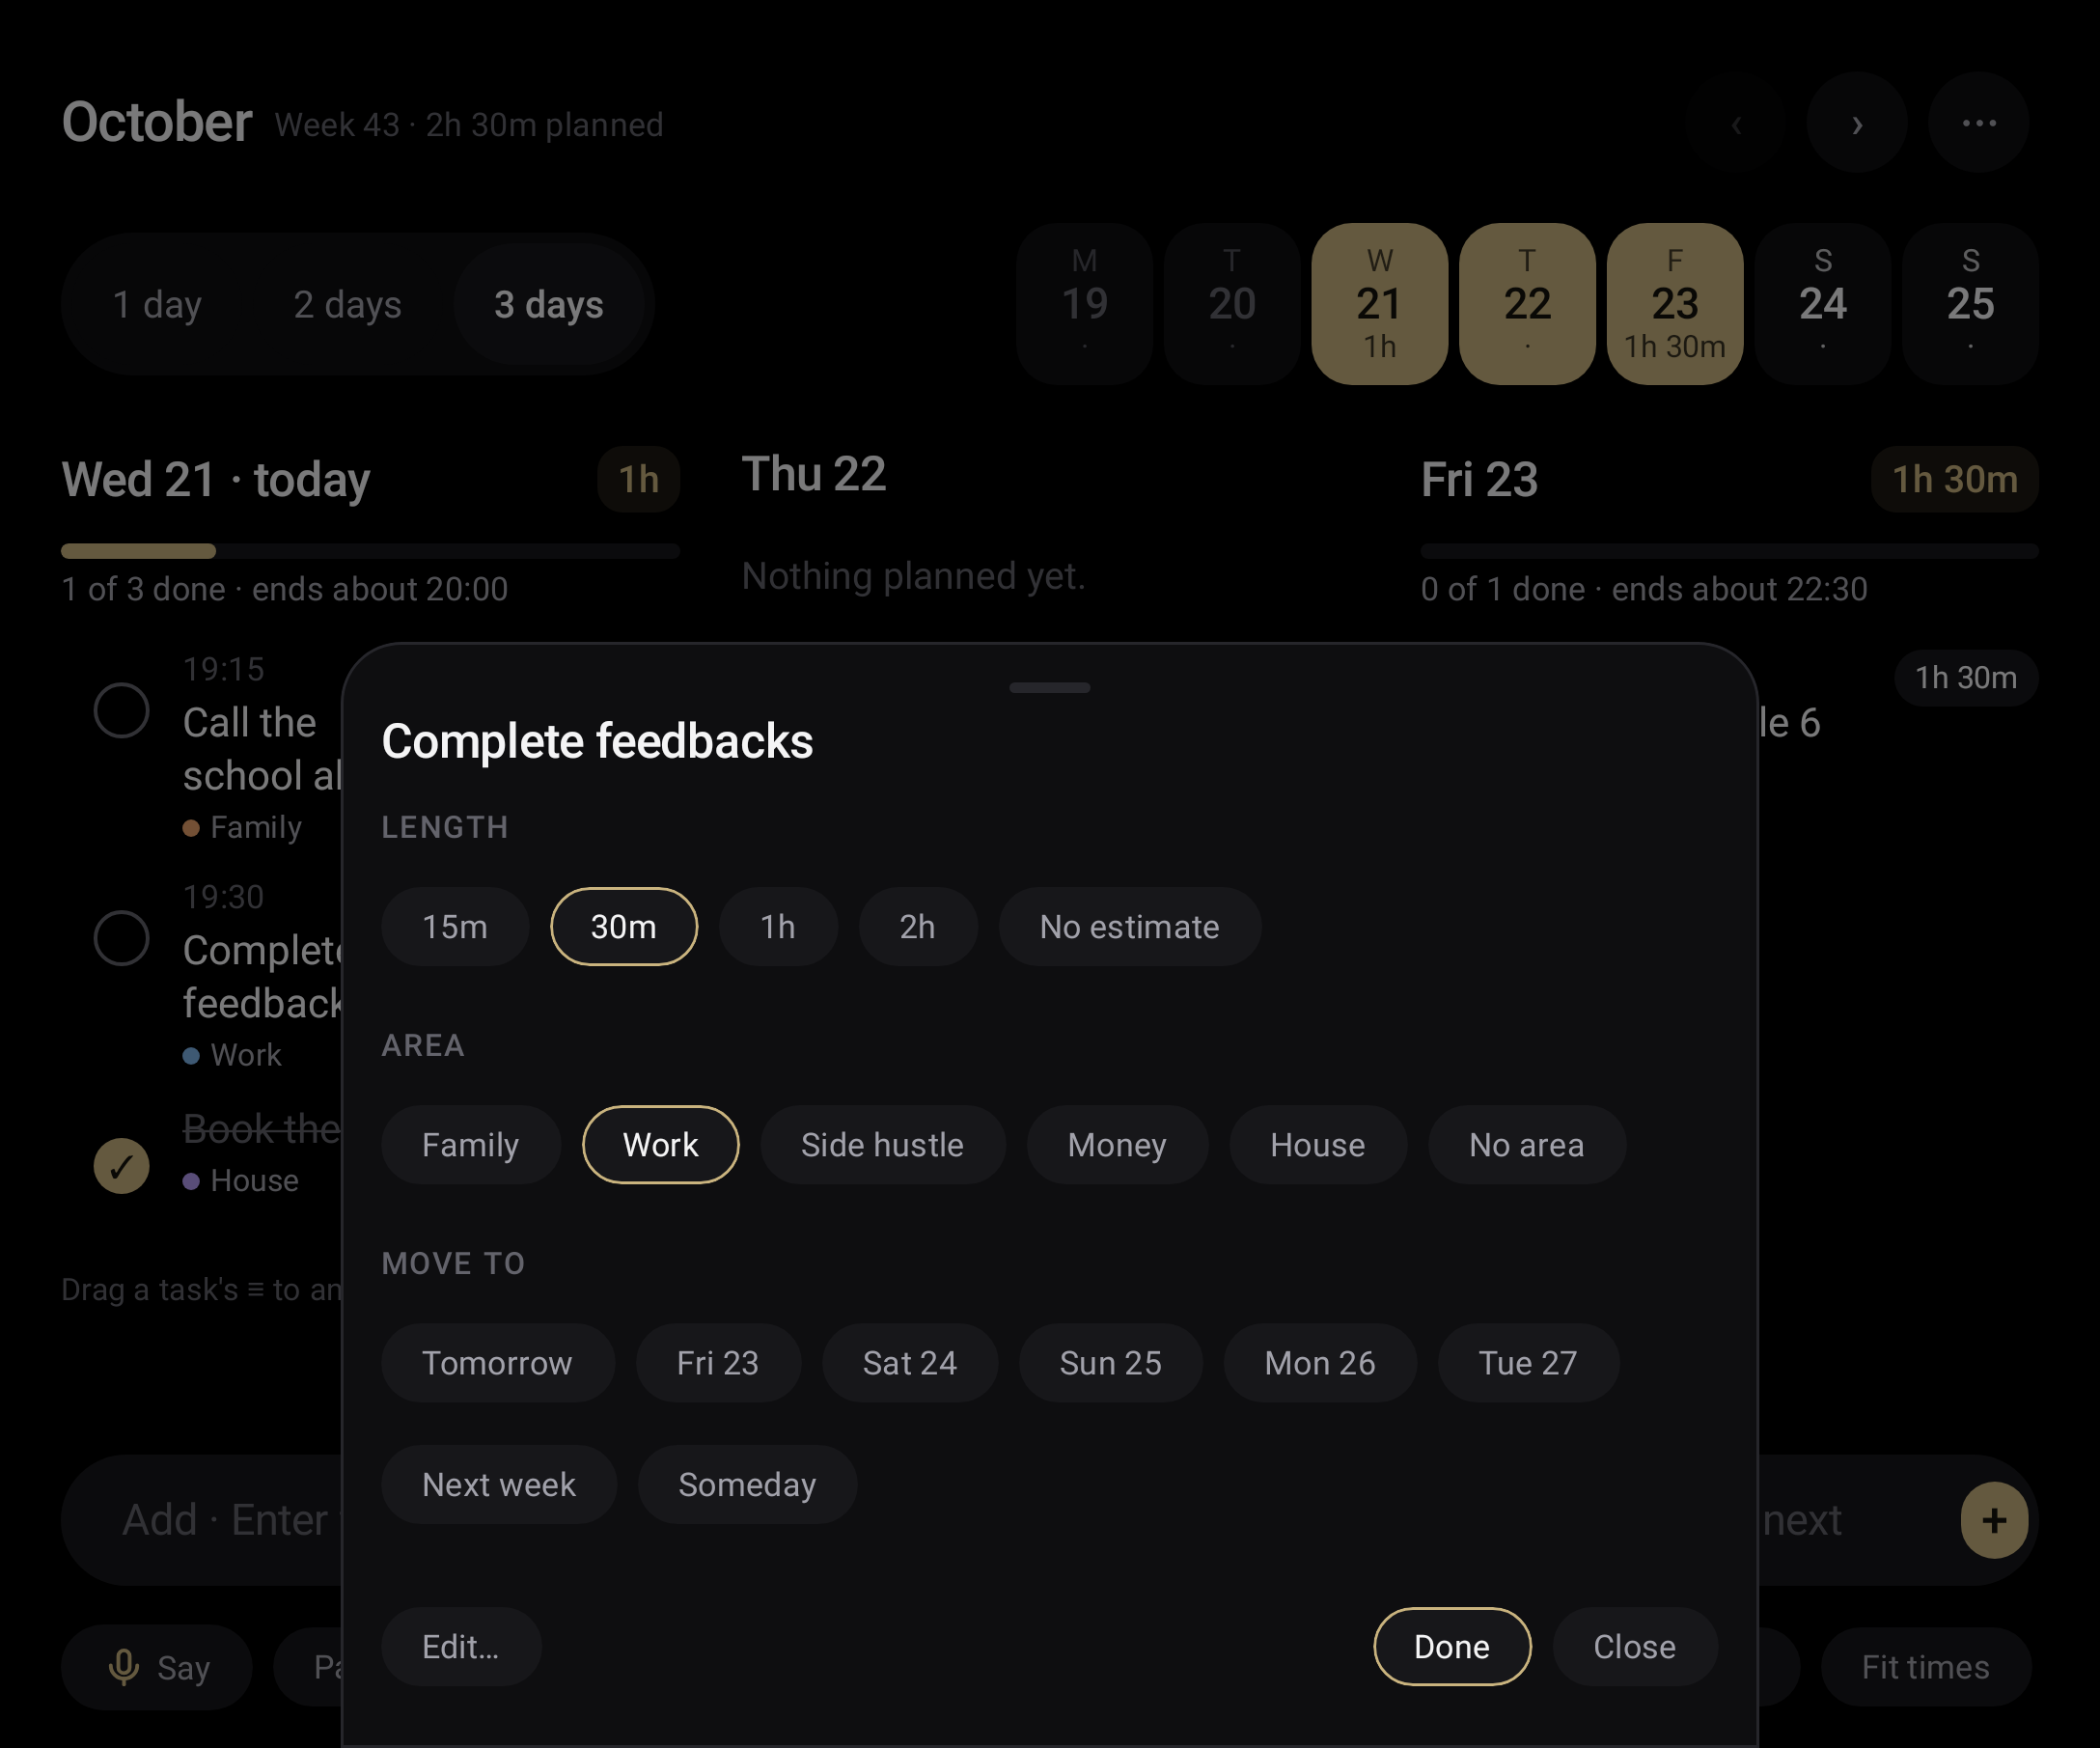 October Week 43 · 2h 30m planned
‹ › ···
1 day 2 days 3 days
M T W T F S S
19 20 21 22 23 24 25
· · 1h · 1h 30m · ·
Wed 21 · today 1h
1 of 3 done · ends about 20:00
Thu 22
Nothing planned yet.
Fri 23 1h 30m
0 of 1 done · ends about 22:30
19:15
Call the
school
Family
19:30
Complete
feedback
Work
Book the
House
Drag a task's ≡ to
1h 30m
6
Complete feedbacks
LENGTH
15m 30m 1h 2h No estimate
AREA
Family Work Side hustle Money House No area
MOVE TO
Tomorrow Fri 23 Sat 24 Sun 25 Mon 26 Tue 27
Next week Someday
Edit… Done Close
Add · Enter
next +
Say
Fit times